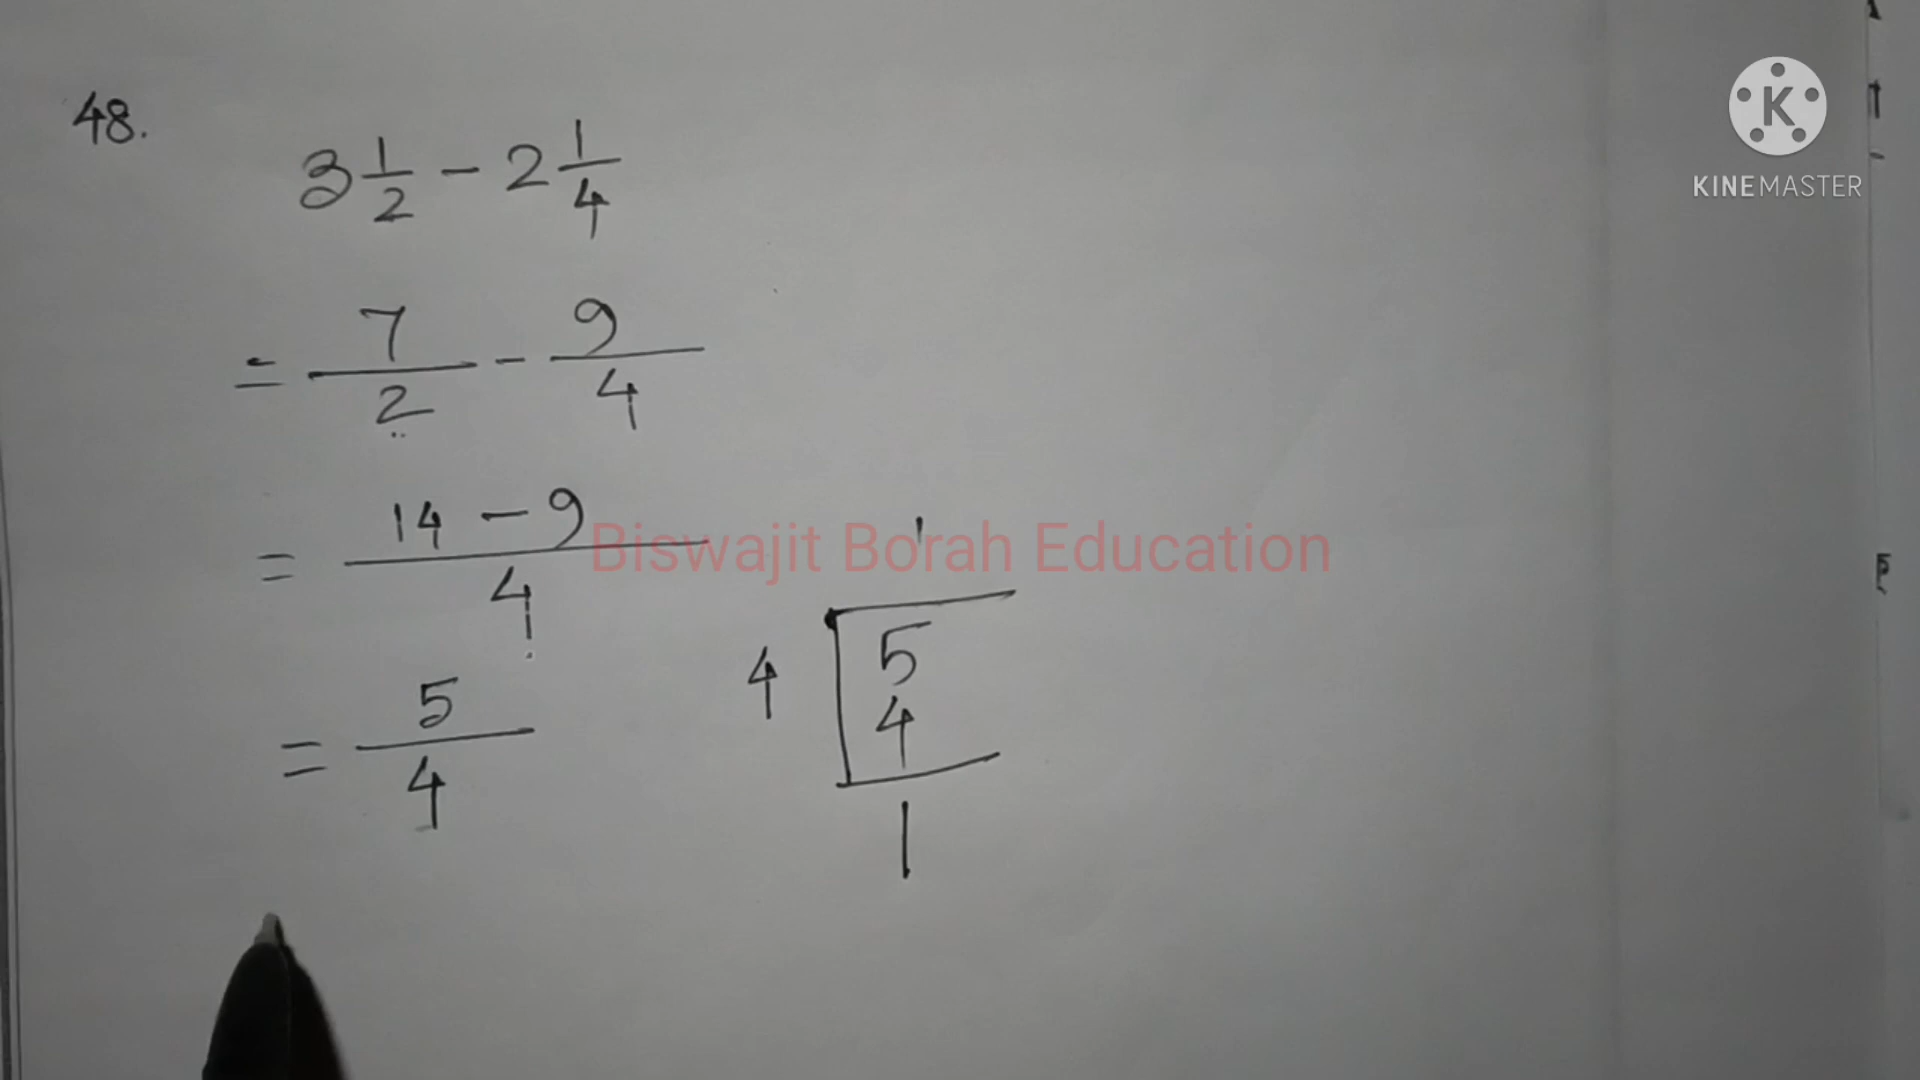 48.
3 1/2 - 2 1/4
= 7/2 - 9/4
= 14 - 9 / 4
= 5/4
1
4 5
4
1
Biswajit Borah Education
K
KINEMASTER